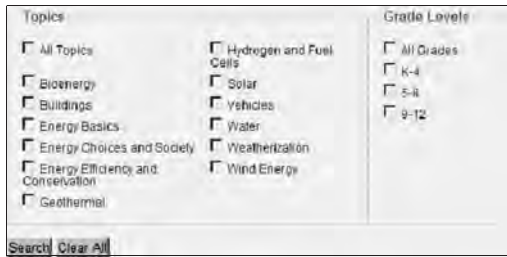 Topics
All Topics
Bioenergy
Buildings
Energy Basics
Energy Choices and Society
Energy Efficiency and
Conservation
Geothermal
Hydrogen and Fuel
Cells
Solar
Vehicles
Water
Weatherization
Wind Energy
Grade Levels
All Grades
K-4
5-8
9-12
Search Clear All